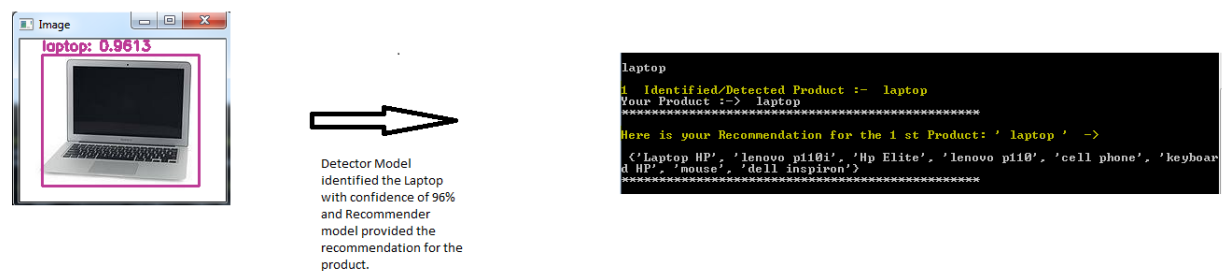 Image
laptop: 0.9613
Detector Model
identified the Laptop
with confidence of 96%
and Recommender
model provided the
recommendation for the
product.
laptop
1  Identified/Detected Product :-  laptop
Your Product :->  laptop
************************************************
Here is your Recommendation for the 1 st Product: ' laptop '  ->
{'Laptop HP', 'lenovo p110i', 'Hp Elite', 'lenovo p110', 'cell phone', 'keyboar
d HP', 'mouse', 'dell inspiron'}
************************************************